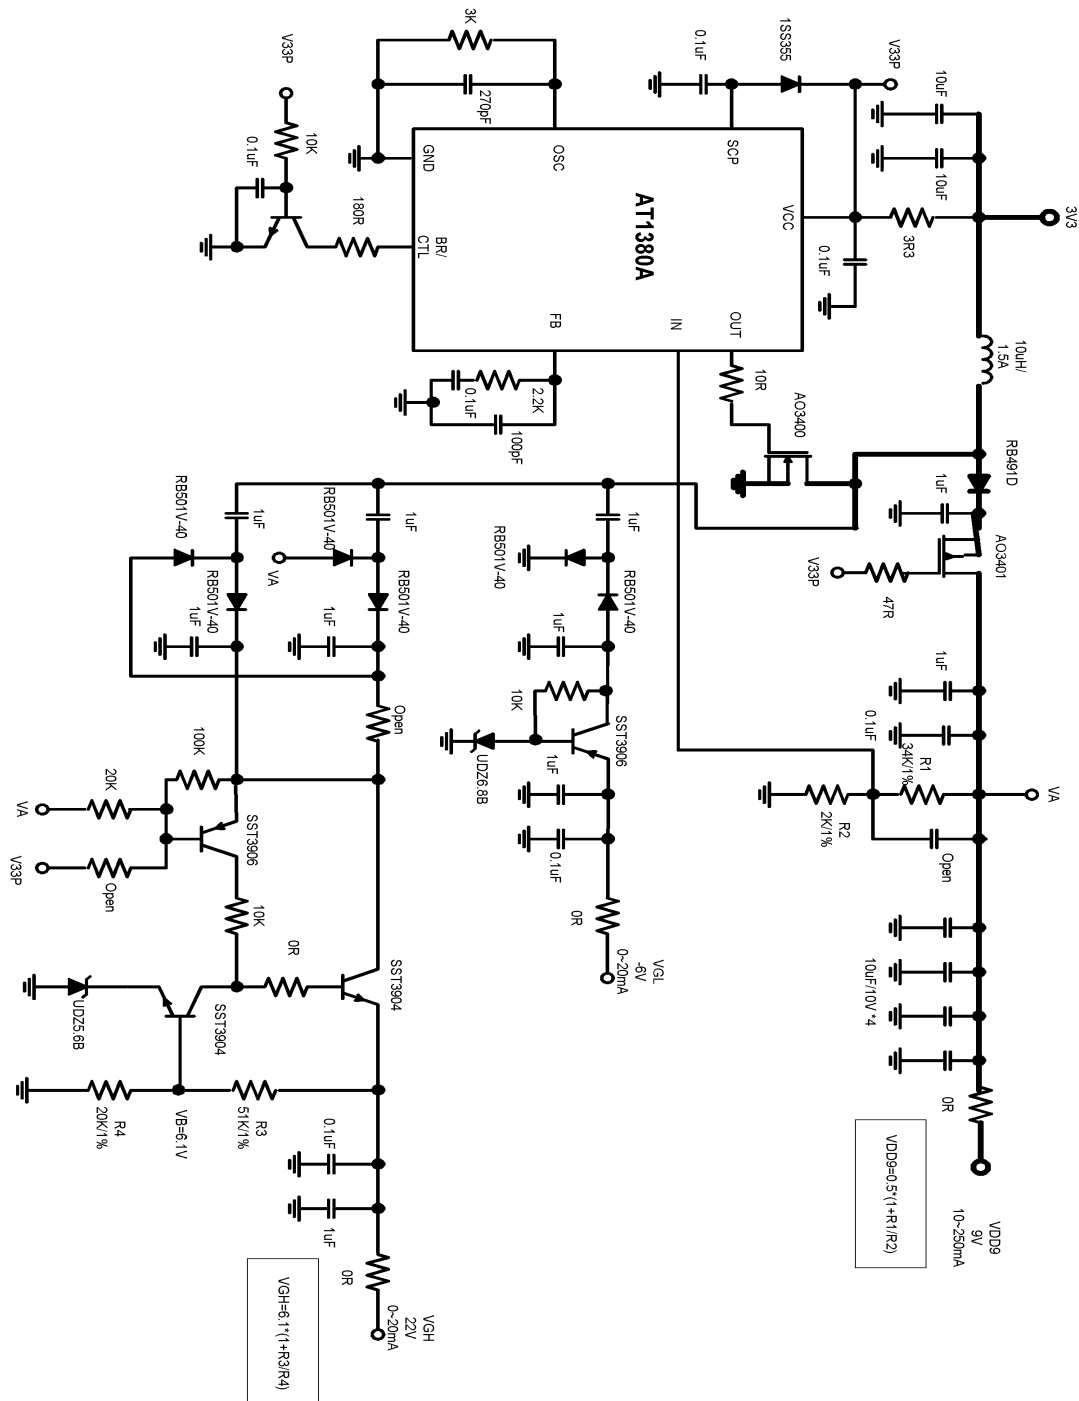 3V3
10uH/
1.5A
RB491D
AO3401
VA
VDD9
9V
10~250mA
10uF
10uF
3R3
1uF
47R
V33P
1uF
0.1uF
R1
34K/1%
Open
R2
2K/1%
10uF/10V *4
0R
VDD9=0.5*(1+R1/R2)
V33P
1SS355
0.1uF
0.1uF
AO3400
10R
AT1380A
VCC
SCP
OSC
GND
OUT
IN
FB
BR/
CTL
3K
270pF
2.2K
0.1uF
100pF
V33P
10K
0.1uF
180R
1uF
RB501V-40
RB501V-40
1uF
10K
SST3906
UDZ6.8B
1uF
0.1uF
0R
VGL
-6V
0~20mA
1uF
RB501V-40
RB501V-40
VA
1uF
Open
1uF
RB501V-40
RB501V-40
1uF
100K
20K
VA
V33P
Open
SST3906
10K
0R
SST3904
SST3904
UDZ5.6B
R3
51K/1%
VB=6.1V
R4
20K/1%
0.1uF
1uF
0R
VGH
22V
0~20mA
VGH=6.1*(1+R3/R4)